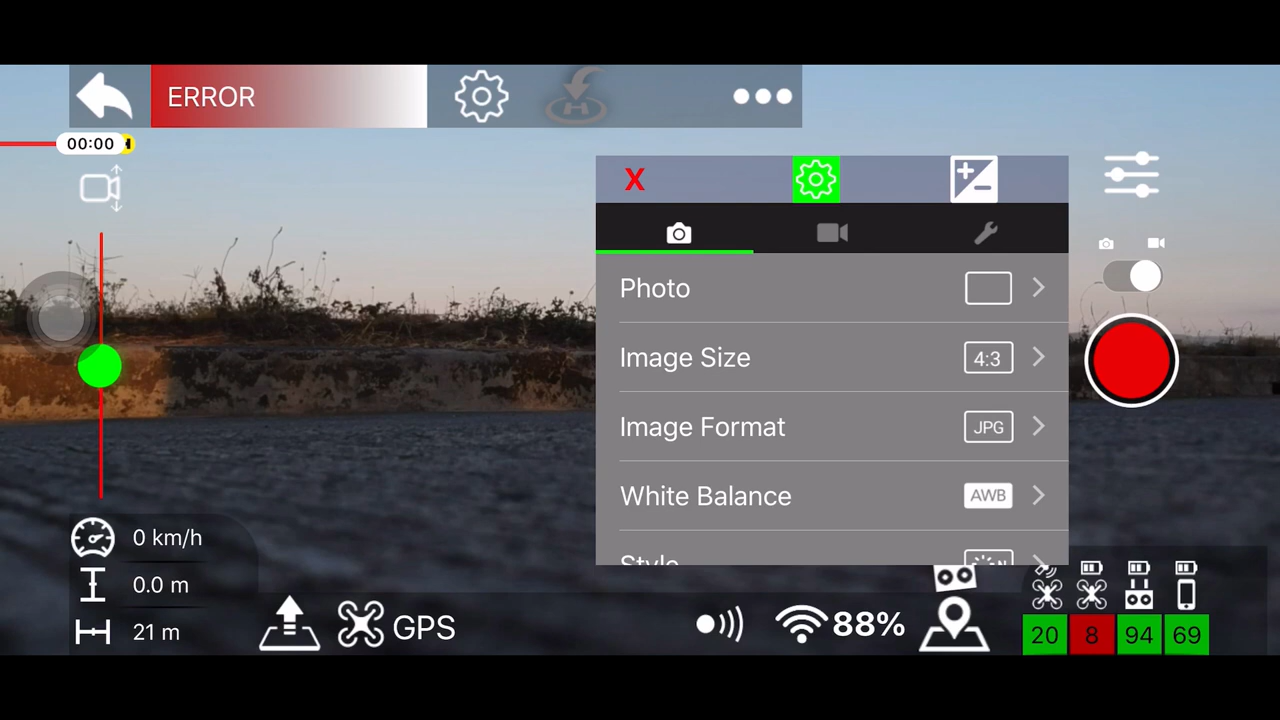 ERROR
00:00
X
Photo
Image Size 4:3
Image Format JPG
White Balance AWB
Style
0 km/h
0.0 m
21 m
GPS
88%
20 8 94 69